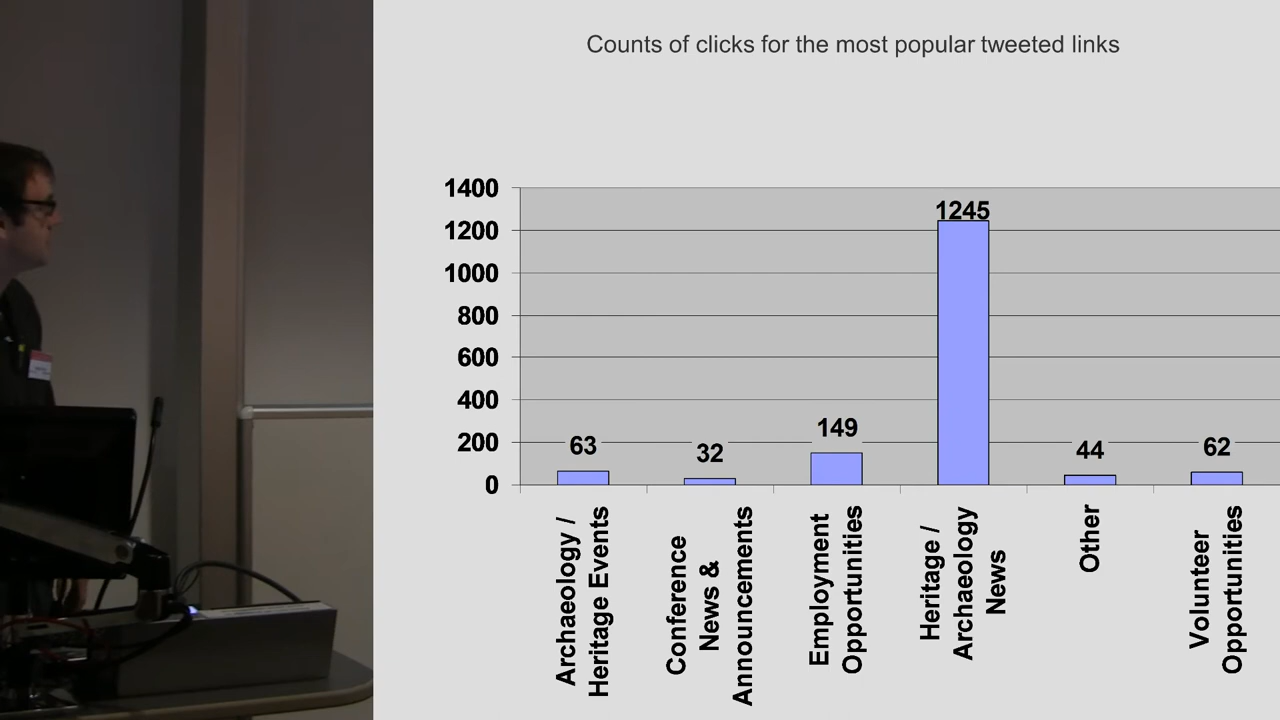 Counts of clicks for the most popular tweeted links
1400
1200
1000
800
600
400
200
0
63
32
149
1245
44
62
Archaeology /
Heritage Events
Conference
News &
Announcements
Employment
Opportunities
Heritage /
Archaeology
News
Other
Volunteer
Opportunities